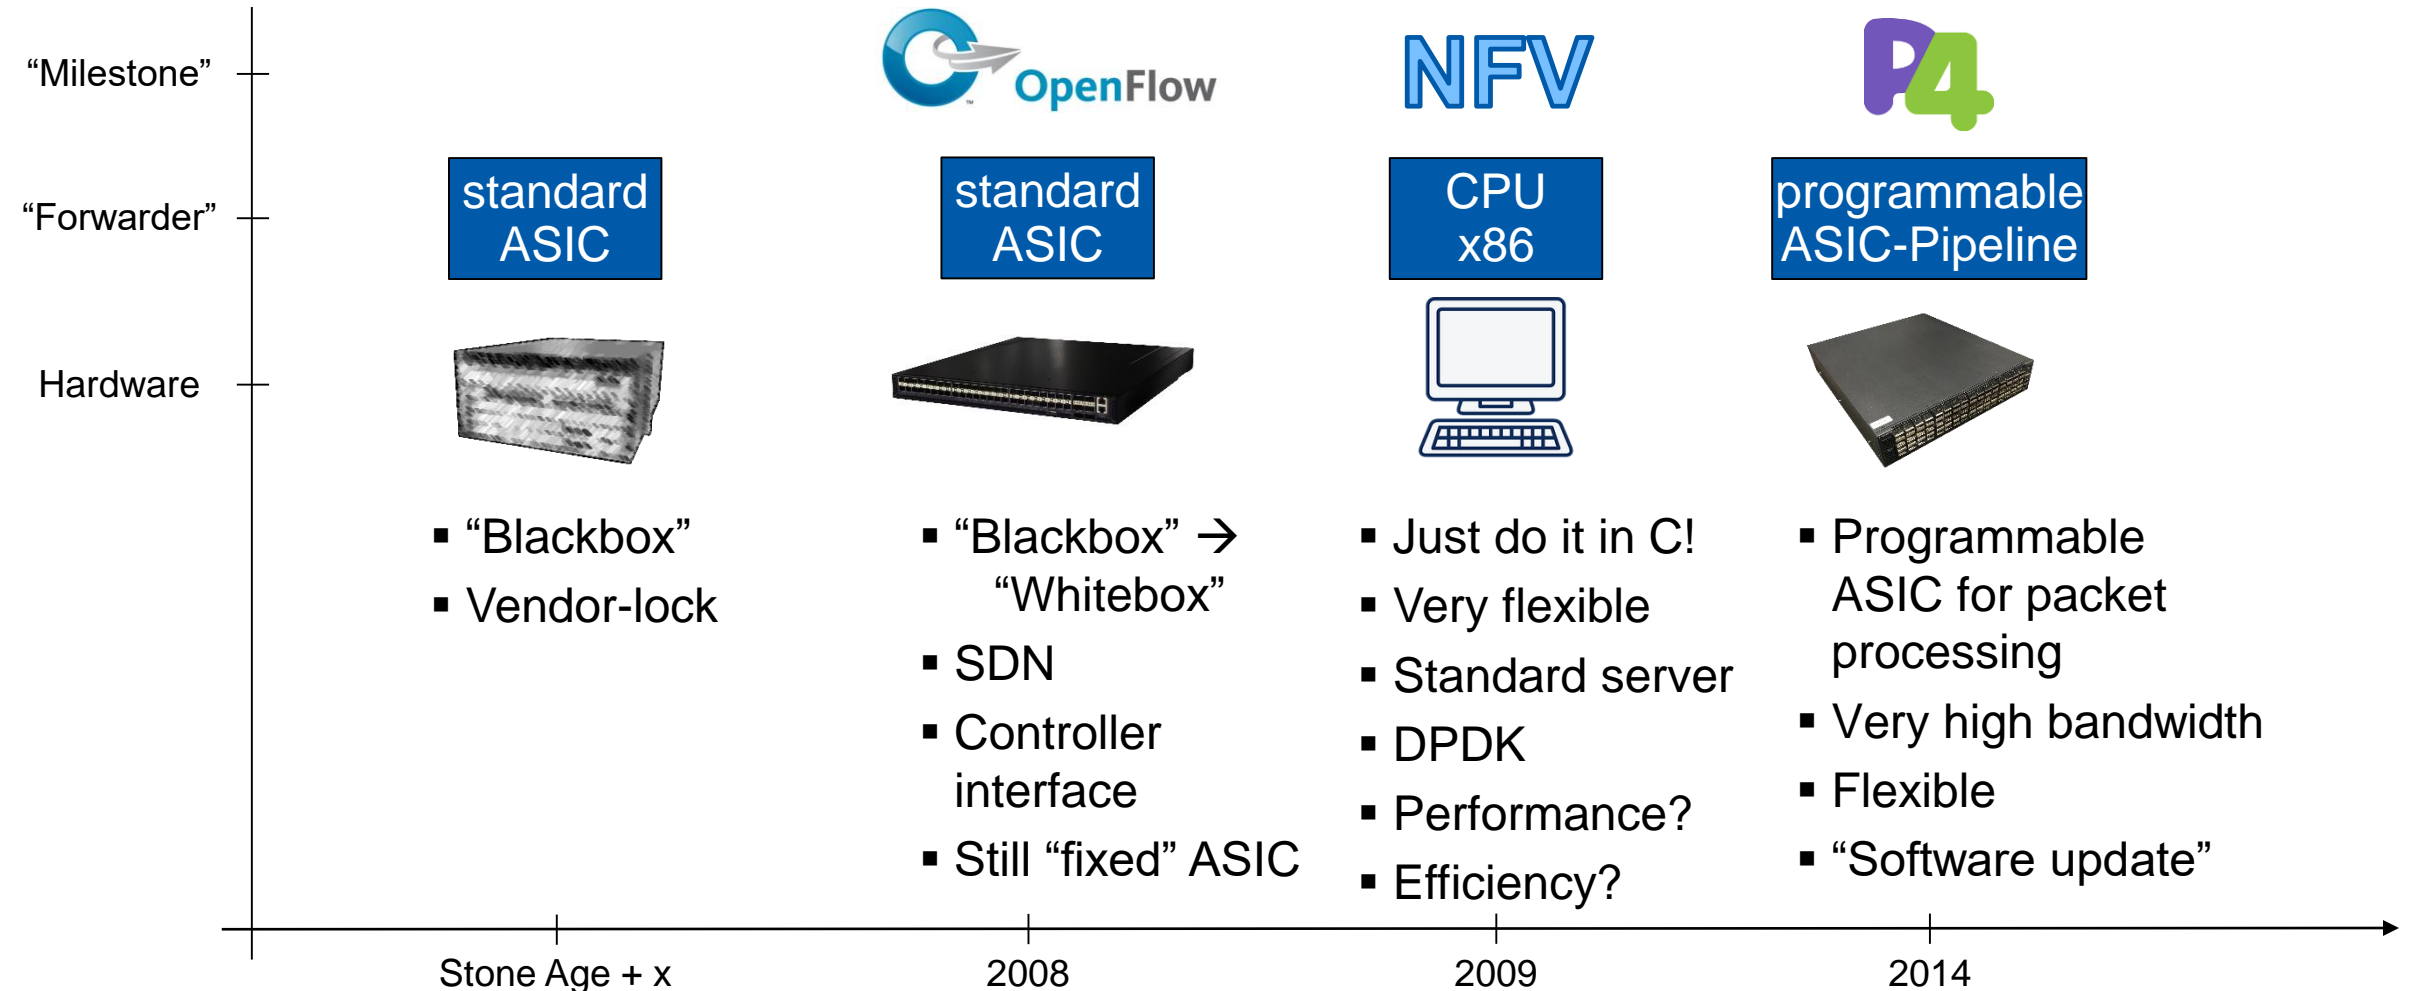 “Milestone”
OpenFlow
™
NFV
P4
“Forwarder”
standard
ASIC
standard
ASIC
CPU
x86
programmable
ASIC-Pipeline
Hardware
▪ “Blackbox”
▪ Vendor-lock
▪ “Blackbox” →
“Whitebox”
▪ SDN
▪ Controller
interface
▪ Still “fixed” ASIC
▪ Just do it in C!
▪ Very flexible
▪ Standard server
▪ DPDK
▪ Performance?
▪ Efficiency?
▪ Programmable
ASIC for packet
processing
▪ Very high bandwidth
▪ Flexible
▪ “Software update”
Stone Age + x
2008
2009
2014